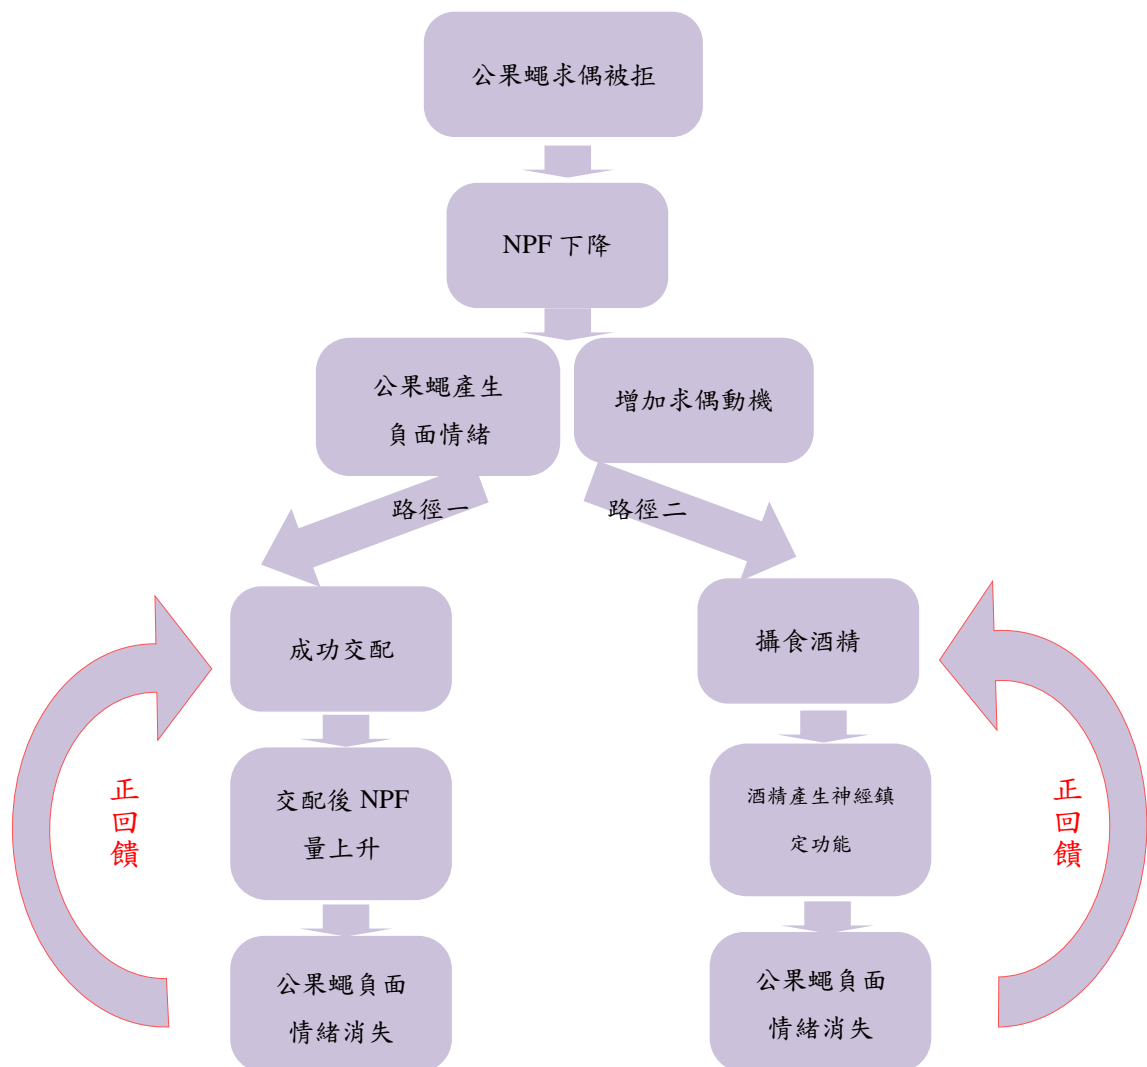 公果蠅求偶被拒
NPF 下降
公果蠅產生
負面情緒
增加求偶動機
路徑一
路徑二
成功交配
攝食酒精
交配後 NPF
量上升
酒精產生神經鎮
定功能
正
回
饋
正
回
饋
公果蠅負面
情緒消失
公果蠅負面
情緒消失